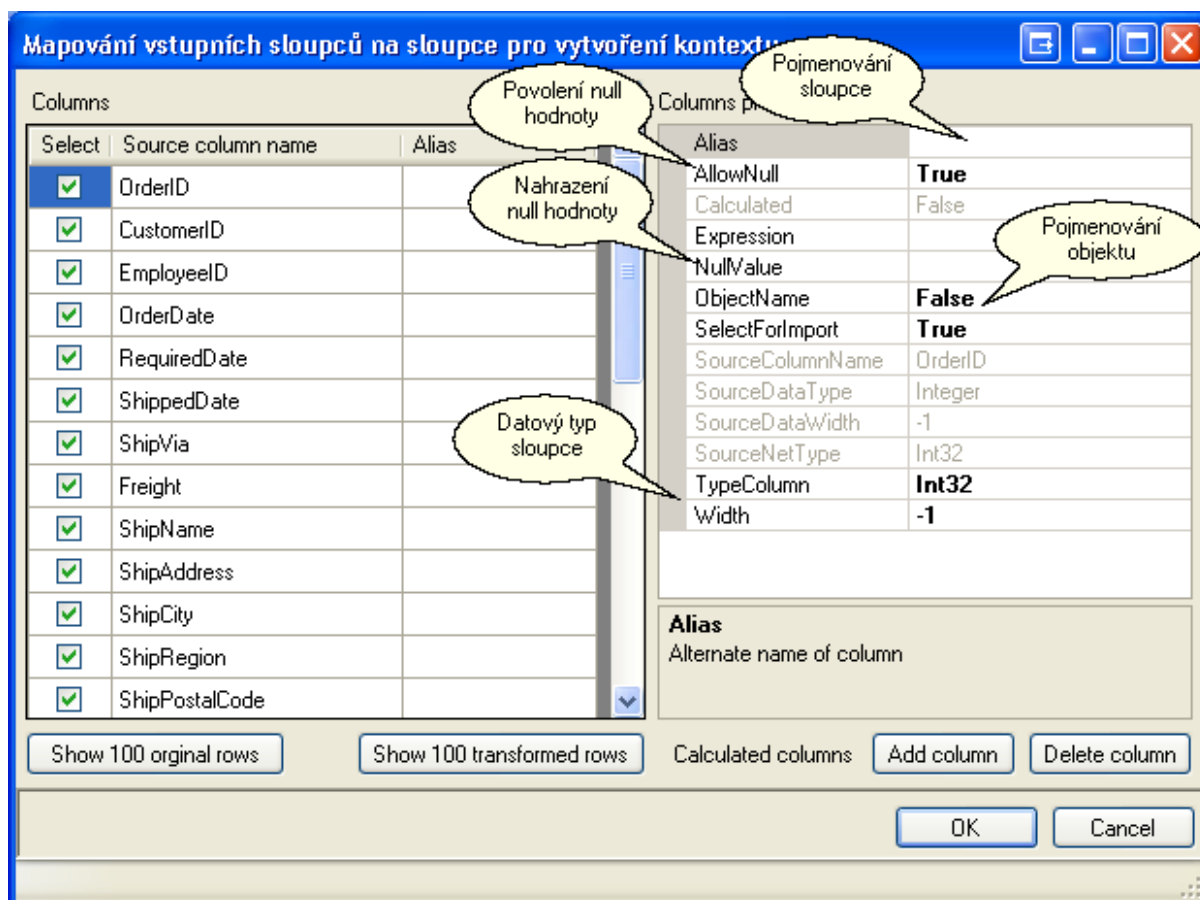 Mapování vstupních sloupců na sloupce pro vytvoření kontextu
Pojmenování
sloupce
Povolení null
hodnoty
Columns
Columns p
Select Source column name Alias
OrderID
CustomerID
EmployeeID
OrderDate
RequiredDate
ShippedDate
ShipVia
Freight
ShipName
ShipAddress
ShipCity
ShipRegion
ShipPostalCode
Nahrazení
null hodnoty
Pojmenování
objektu
Datový typ
sloupce
Alias
AllowNull True
Calculated False
Expression
NullValue
ObjectName False
SelectForImport True
SourceColumnName OrderID
SourceDataType Integer
SourceDataWidth -1
SourceNetType Int32
TypeColumn Int32
Width -1
Alias
Alternate name of column
Show 100 orginal rows Show 100 transformed rows Calculated columns Add column Delete column
OK Cancel